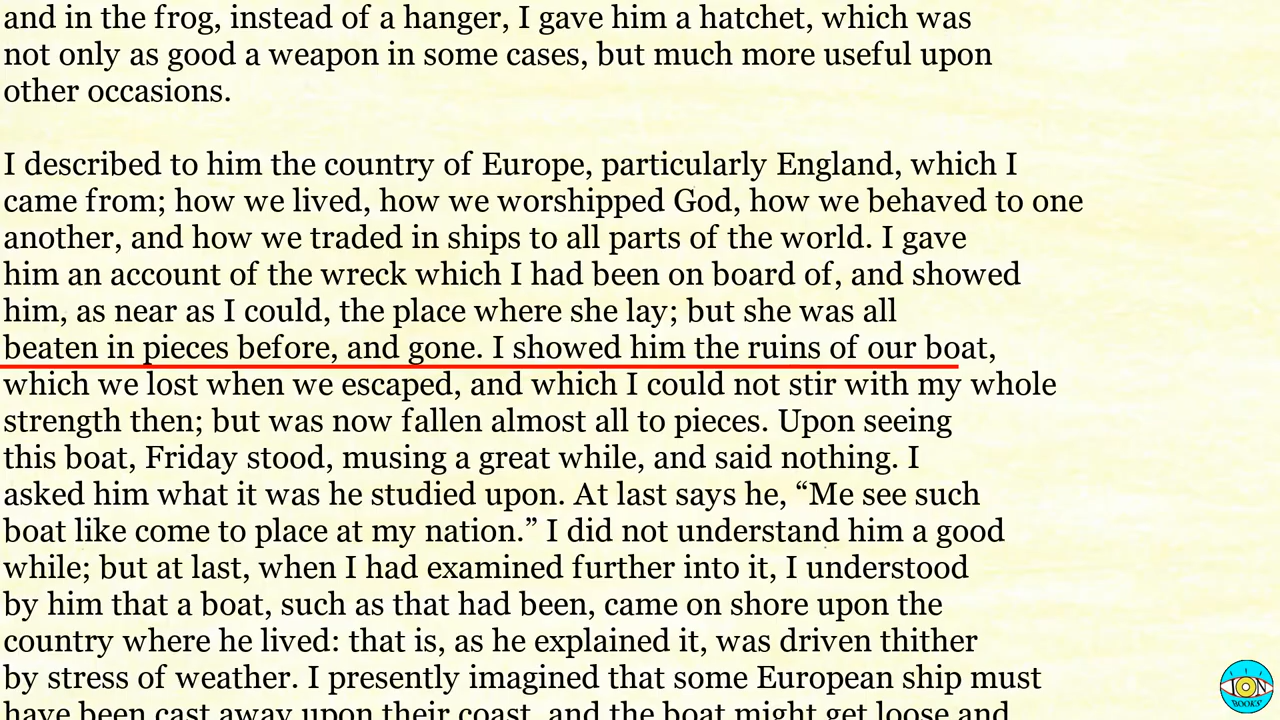 and in the frog, instead of a hanger, I gave him a hatchet, which was
not only as good a weapon in some cases, but much more useful upon
other occasions.
I described to him the country of Europe, particularly England, which I
came from; how we lived, how we worshipped God, how we behaved to one
another, and how we traded in ships to all parts of the world. I gave
him an account of the wreck which I had been on board of, and showed
him, as near as I could, the place where she lay; but she was all
beaten in pieces before, and gone. I showed him the ruins of our boat,
which we lost when we escaped, and which I could not stir with my whole
strength then; but was now fallen almost all to pieces. Upon seeing
this boat, Friday stood, musing a great while, and said nothing. I
asked him what it was he studied upon. At last says he, “Me see such
boat like come to place at my nation.” I did not understand him a good
while; but at last, when I had examined further into it, I understood
by him that a boat, such as that had been, came on shore upon the
country where he lived: that is, as he explained it, was driven thither
by stress of weather. I presently imagined that some European ship must
have been cast away upon their coast, and the boat might get loose and
ION
BOOKS